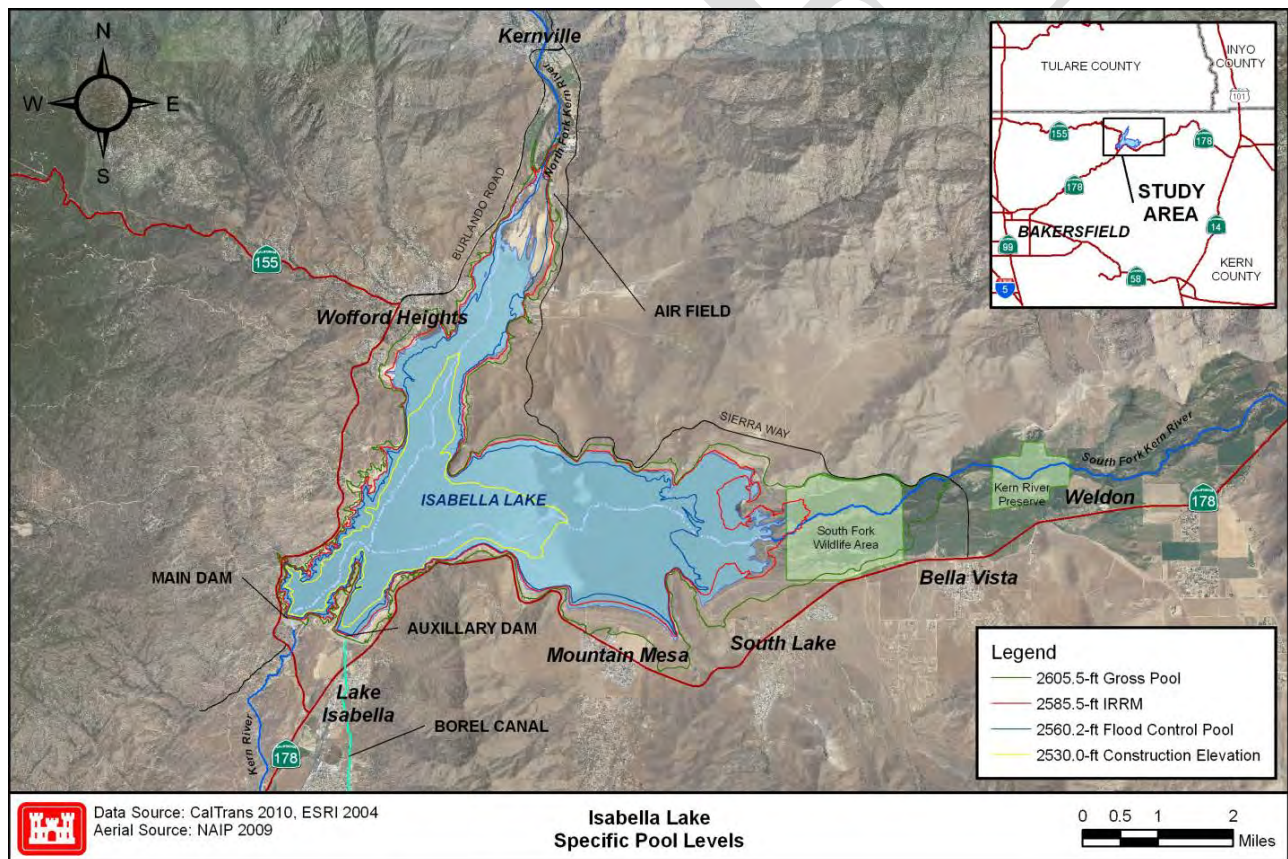 N
W E
S
Kernville
North Fork Kern River
BURLANDO ROAD
155
Wofford Heights
AIR FIELD
SIERRA WAY
South Fork Kern River
Kern River
Preserve
Weldon
178
ISABELLA LAKE
South Fork
Wildlife Area
Bella Vista
MAIN DAM
AUXILLARY DAM
South Lake
Mountain Mesa
Lake
Isabella
BOREL CANAL
Kern River
178
TULARE COUNTY
INYO
COUNTY
101
155
178
178
STUDY
AREA
BAKERSFIELD
99
14
KERN
COUNTY
58
5
Legend
2605.5-ft Gross Pool
2585.5-ft IRRM
2560.2-ft Flood Control Pool
2530.0-ft Construction Elevation
Data Source: CalTrans 2010, ESRI 2004
Aerial Source: NAIP 2009
Isabella Lake
Specific Pool Levels
0 0.5 1 2
Miles